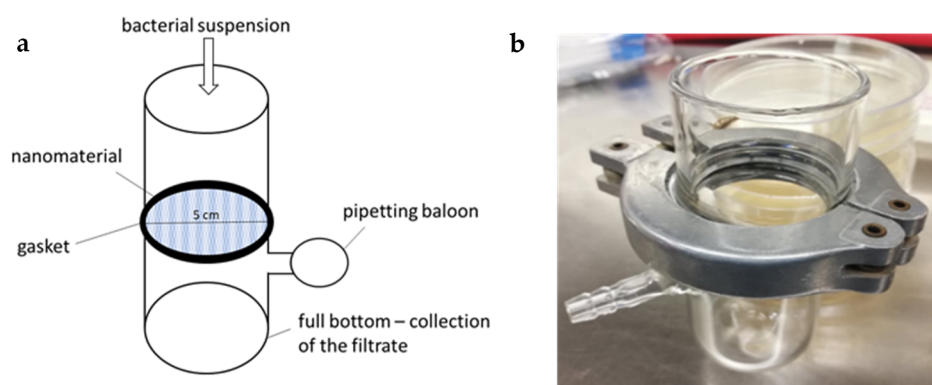 a
bacterial suspension
nanomaterial
5 cm
gasket
pipetting baloon
full bottom – collection
of the filtrate
b